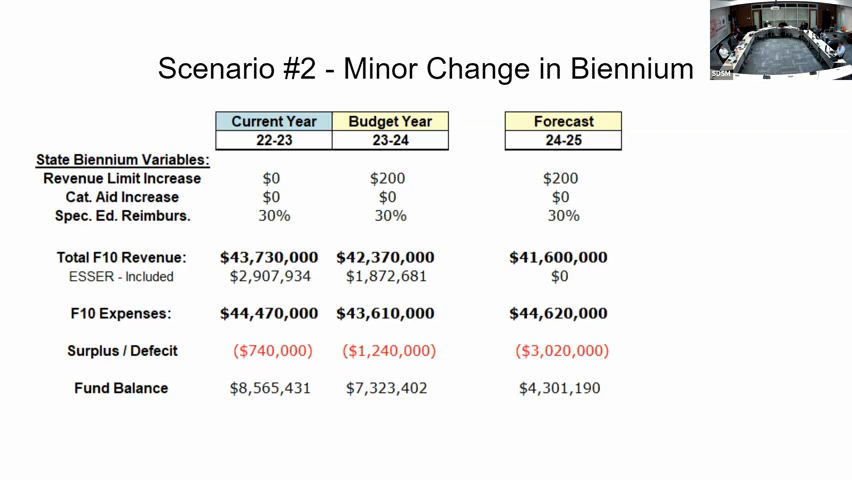 Scenario #2 - Minor Change in Biennium
Current Year Budget Year Forecast
22-23 23-24 24-25
State Biennium Variables:
Revenue Limit Increase $0 $200 $200
Cat. Aid Increase $0 $0 $0
Spec. Ed. Reimburs. 30% 30% 30%
Total F10 Revenue: $43,730,000 $42,370,000 $41,600,000
ESSER - Included $2,907,934 $1,872,681 $0
F10 Expenses: $44,470,000 $43,610,000 $44,620,000
Surplus / Defecit ($740,000) ($1,240,000) ($3,020,000)
Fund Balance $8,565,431 $7,323,402 $4,301,190
SDSM